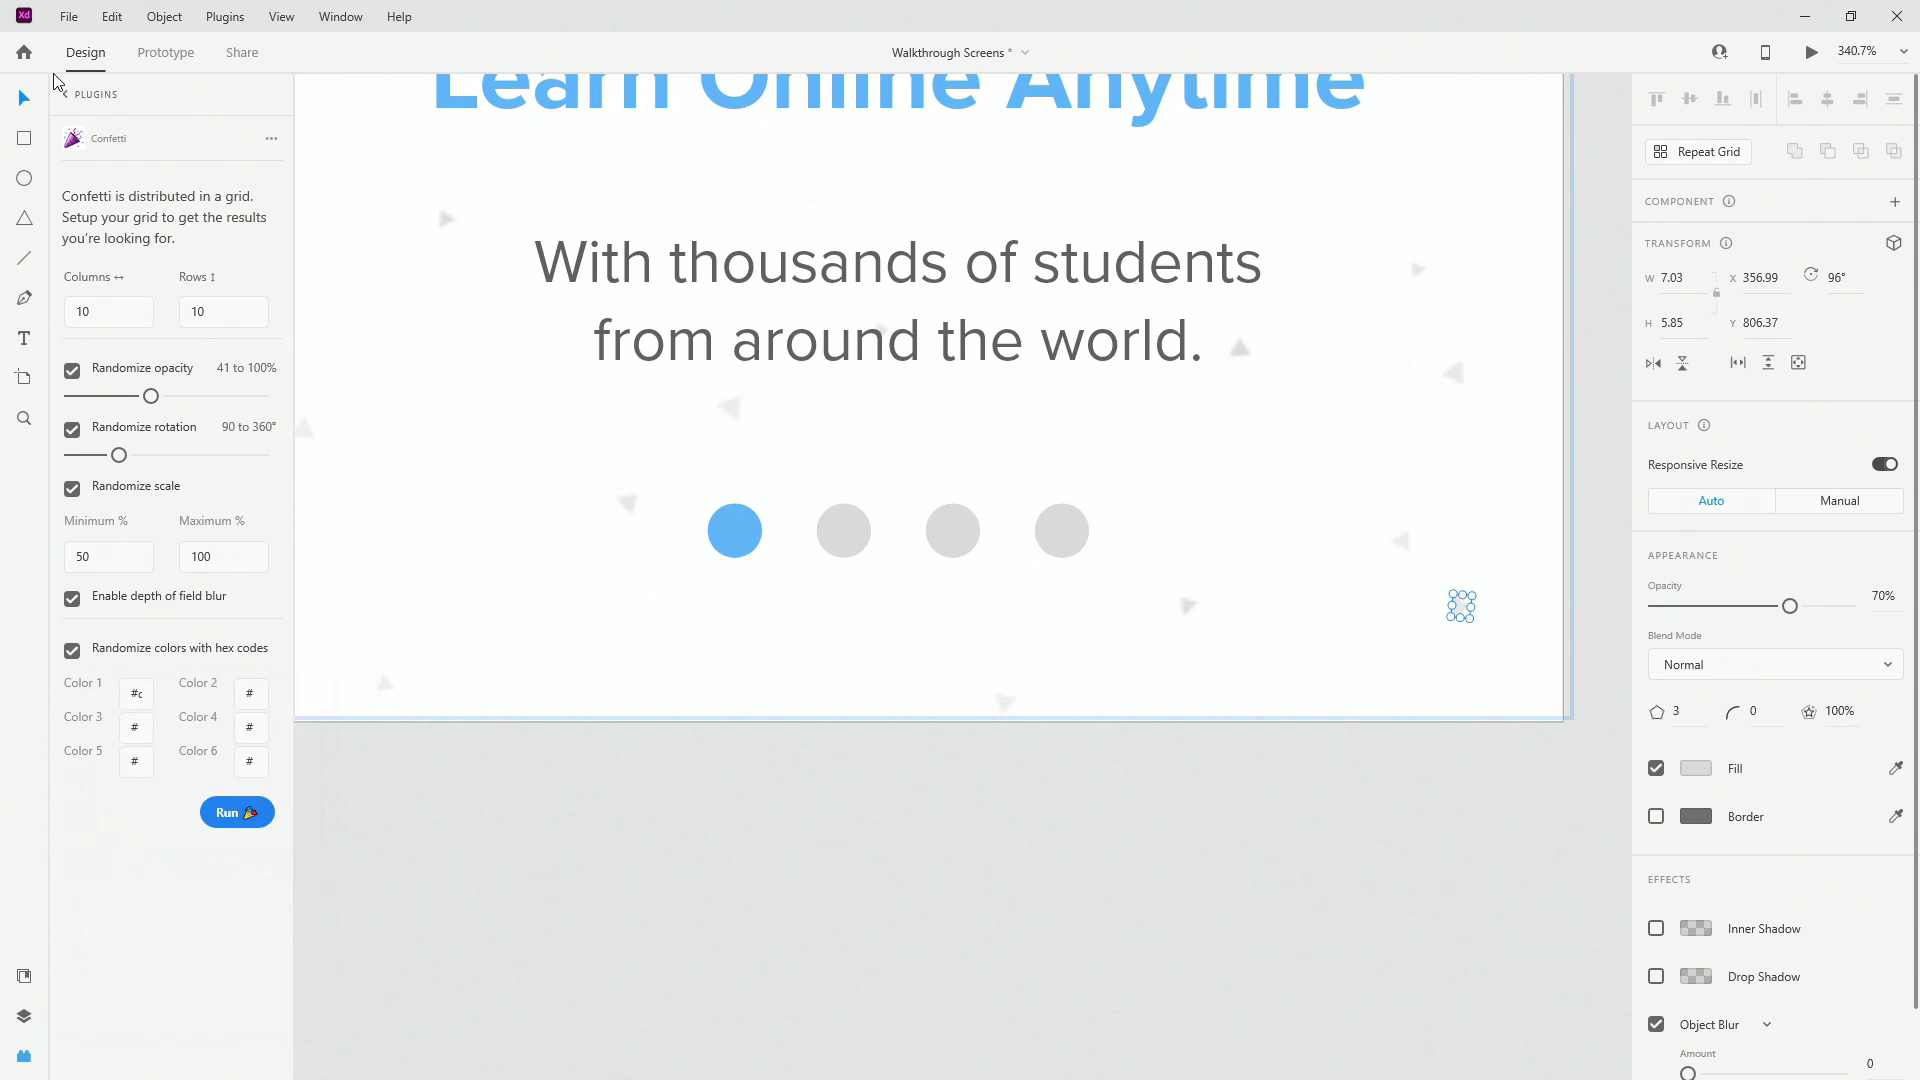 Xd File Edit Object Plugins View Window Help
Design Prototype Share Walkthrough Screens * 340.7%
PLUGINS
Confetti
Confetti is distributed in a grid.
Setup your grid to get the results
you're looking for.
Columns ↔ Rows ↕
10 10
Randomize opacity 41 to 100%
Randomize rotation 90 to 360°
Randomize scale
Minimum % Maximum %
50 100
Enable depth of field blur
Randomize colors with hex codes
Color 1 #c Color 2 #
Color 3 # Color 4 #
Color 5 # Color 6 #
Run
Learn Online Anytime
With thousands of students
from around the world.
Repeat Grid
COMPONENT
TRANSFORM
W 7.03 X 356.99 96°
H 5.85 Y 806.37
LAYOUT
Responsive Resize
Auto Manual
APPEARANCE
Opacity
70%
Blend Mode
Normal
3 0 100%
Fill
Border
EFFECTS
Inner Shadow
Drop Shadow
Object Blur
Amount
0